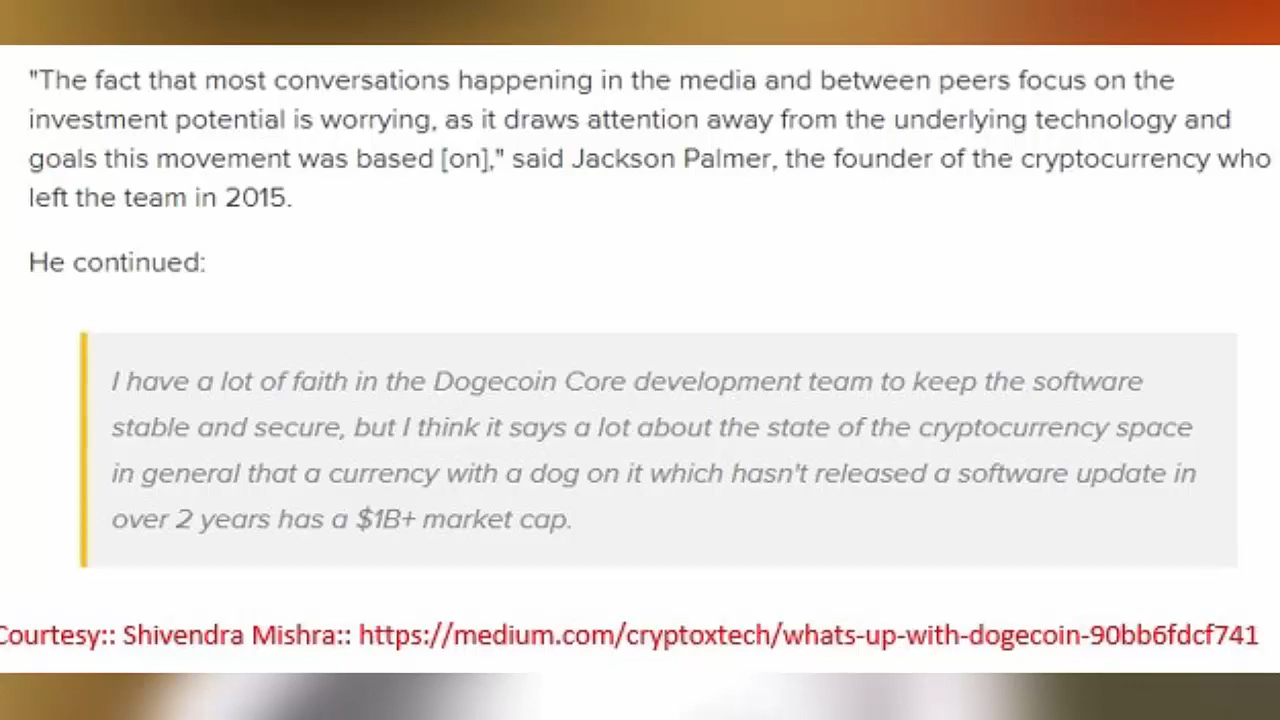 "The fact that most conversations happening in the media and between peers focus on the
investment potential is worrying, as it draws attention away from the underlying technology and
goals this movement was based [on]," said Jackson Palmer, the founder of the cryptocurrency who
left the team in 2015.
He continued:
I have a lot of faith in the Dogecoin Core development team to keep the software
stable and secure, but I think it says a lot about the state of the cryptocurrency space
in general that a currency with a dog on it which hasn't released a software update in
over 2 years has a $1B+ market cap.
Courtesy:: Shivendra Mishra:: https://medium.com/cryptoxtech/whats-up-with-dogecoin-90bb6fdcf741